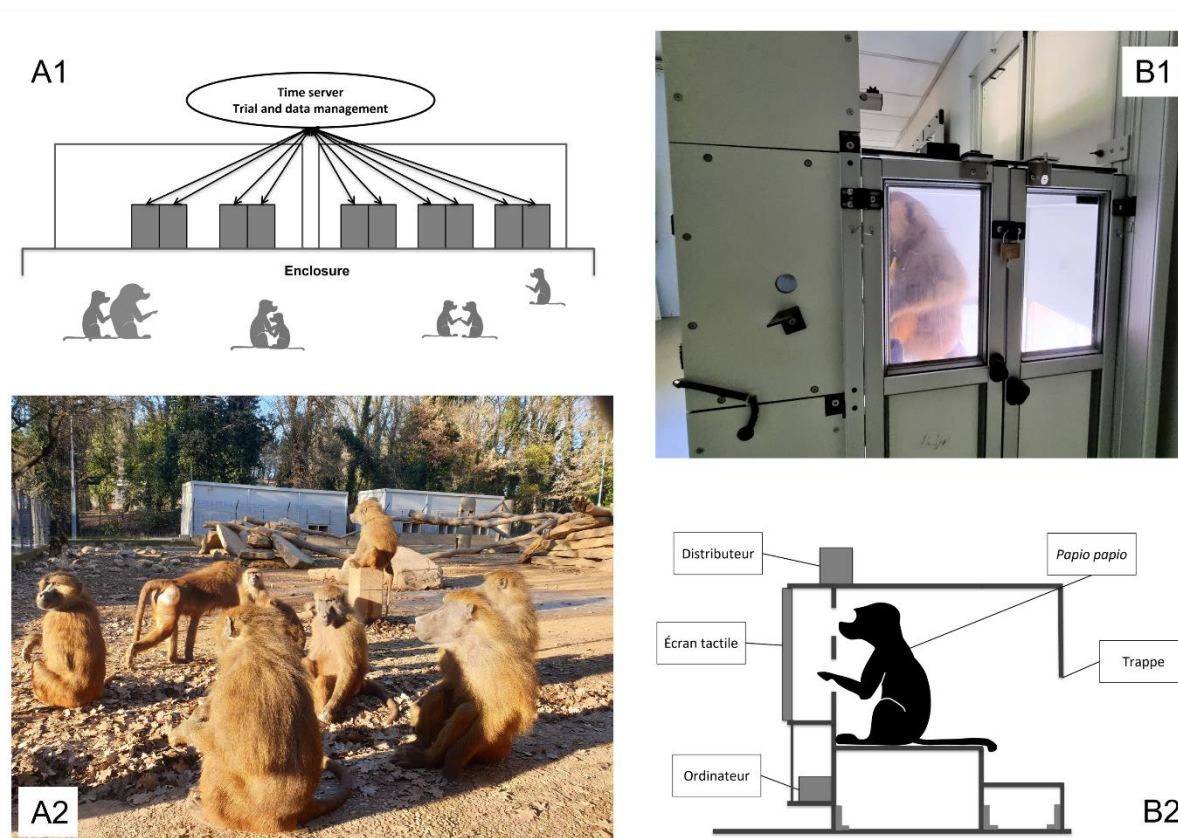 A1
Time server
Trial and data management
Enclosure
A2
B1
Distributeur
Papio papio
Écran tactile
Trappe
Ordinateur
B2